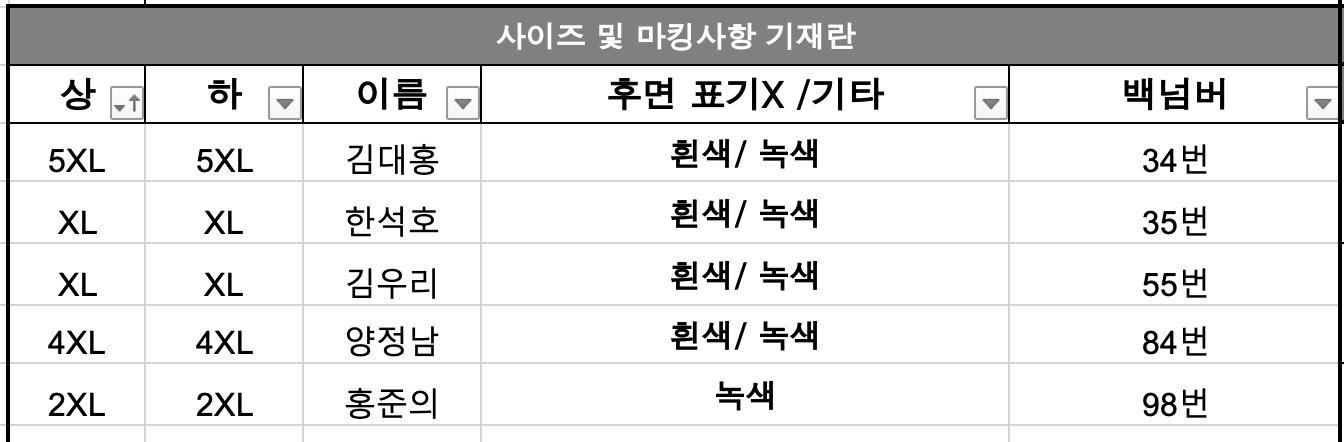 사이즈 및 마킹사항 기재란
상 하 이름 후면 표기X /기타 백넘버
5XL 5XL 김대홍 흰색/ 녹색 34번
XL XL 한석호 흰색/ 녹색 35번
XL XL 김우리 흰색/ 녹색 55번
4XL 4XL 양정남 흰색/ 녹색 84번
2XL 2XL 홍준의 녹색 98번